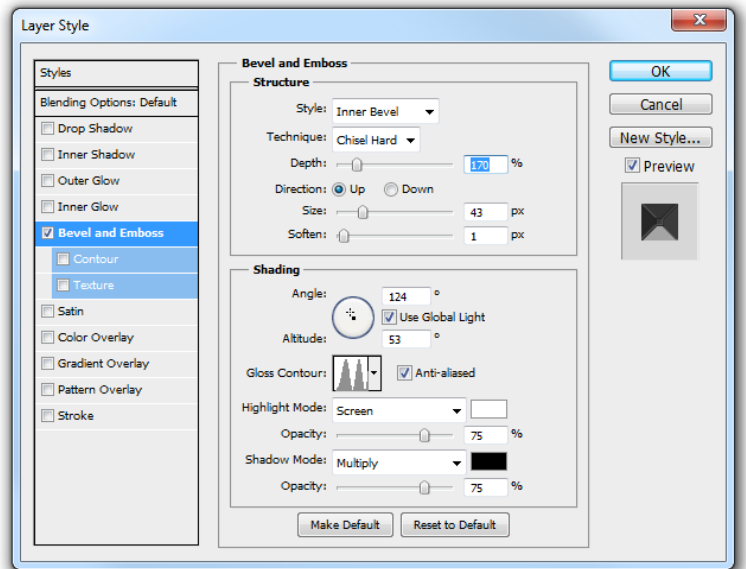 Layer Style
Styles
Blending Options: Default
Drop Shadow
Inner Shadow
Outer Glow
Inner Glow
Bevel and Emboss
Contour
Texture
Satin
Color Overlay
Gradient Overlay
Pattern Overlay
Stroke
Bevel and Emboss
Structure
Style: Inner Bevel
Technique: Chisel Hard
Depth: 170 %
Direction: Up Down
Size: 43 px
Soften: 1 px
Shading
Angle: 124 °
Use Global Light
Altitude: 53 °
Gloss Contour: Anti-aliased
Highlight Mode: Screen
Opacity: 75 %
Shadow Mode: Multiply
Opacity: 75 %
Make Default Reset to Default
OK
Cancel
New Style...
Preview